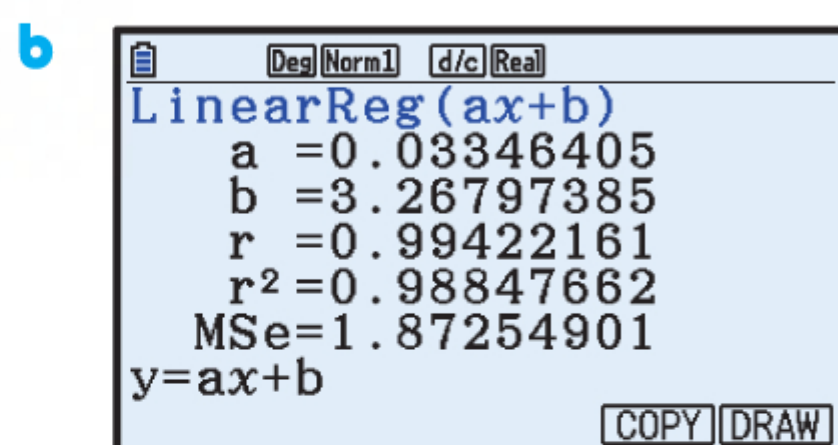 b
Deg Norm1 d/c Real
LinearReg(ax+b)
a =0.03346405
b =3.26797385
r =0.99422161
r²=0.98847662
MSe=1.87254901
y=ax+b
COPY DRAW